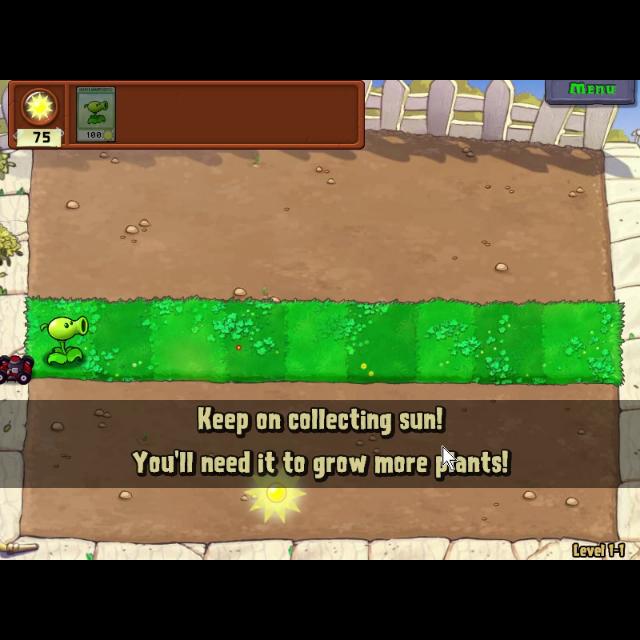 MENU
75
100
Keep on collecting sun!
You'll need it to grow more plants!
Level 1-1